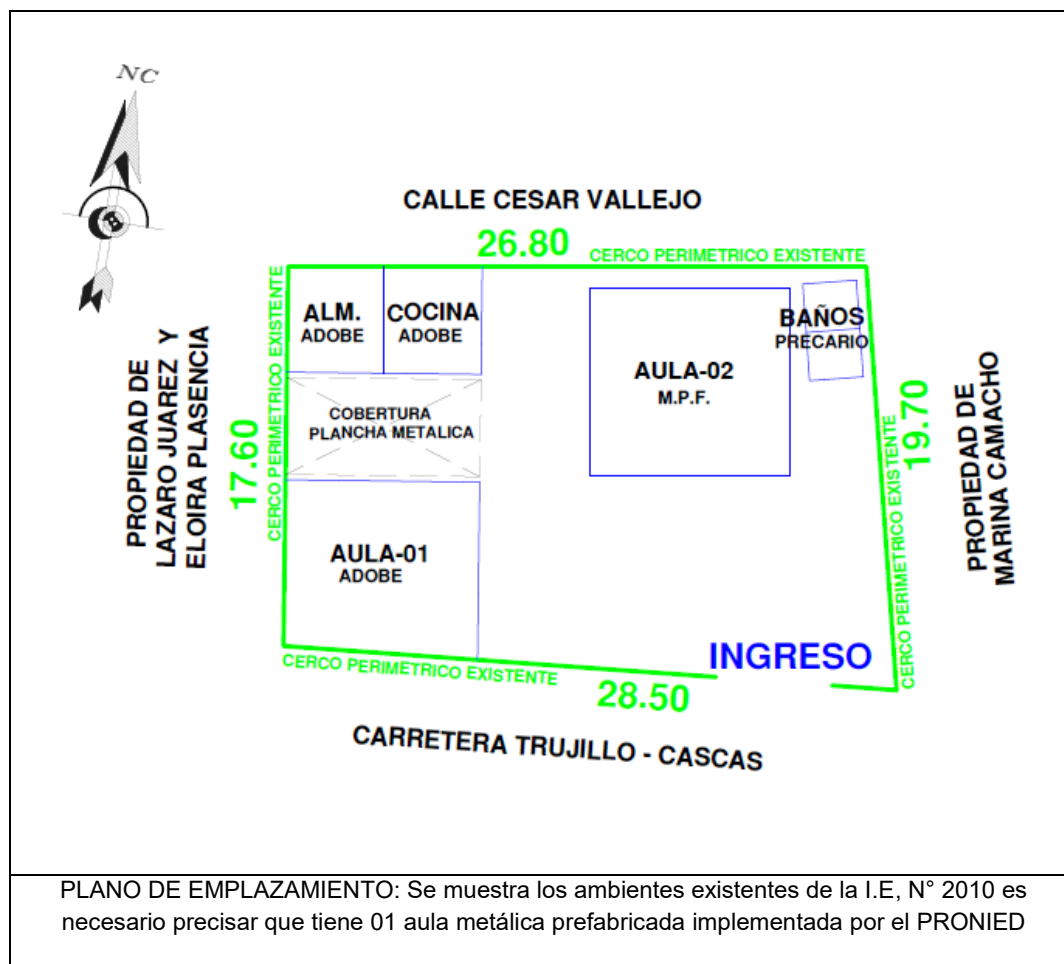 NC
CALLE CESAR VALLEJO
26.80
CERCO PERIMETRICO EXISTENTE
ALM.
ADOBE
COCINA
ADOBE
BAÑOS
PRECARIO
AULA-02
M.P.F.
COBERTURA
PLANCHA METALICA
AULA-01
ADOBE
PROPIEDAD DE
LAZARO JUAREZ Y
ELOIRA PLASENCIA
17.60
CERCO PERIMETRICO EXISTENTE
19.70
CERCO PERIMETRICO EXISTENTE
PROPIEDAD DE
MARINA CAMACHO
INGRESO
CERCO PERIMETRICO EXISTENTE
28.50
CARRETERA TRUJILLO - CASCAS
PLANO DE EMPLAZAMIENTO: Se muestra los ambientes existentes de la I.E, N° 2010 es
necesario precisar que tiene 01 aula metálica prefabricada implementada por el PRONIED